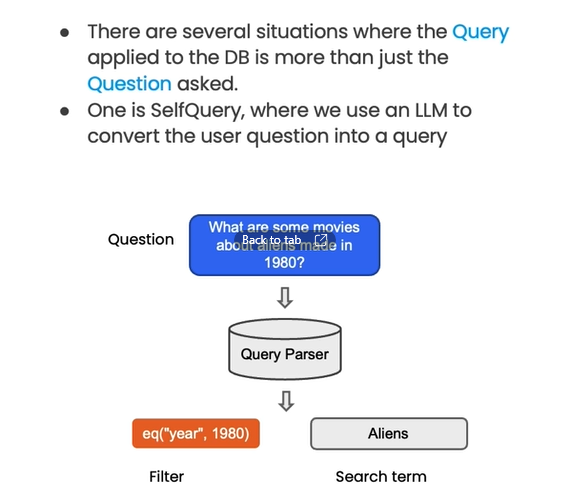 There are several situations where the Query
applied to the DB is more than just the
Question asked.
One is SelfQuery, where we use an LLM to
convert the user question into a query
Question
What are some movies
about aliens made in
Back to tab
1980?
Query Parser
eq("year", 1980)
Aliens
Filter
Search term